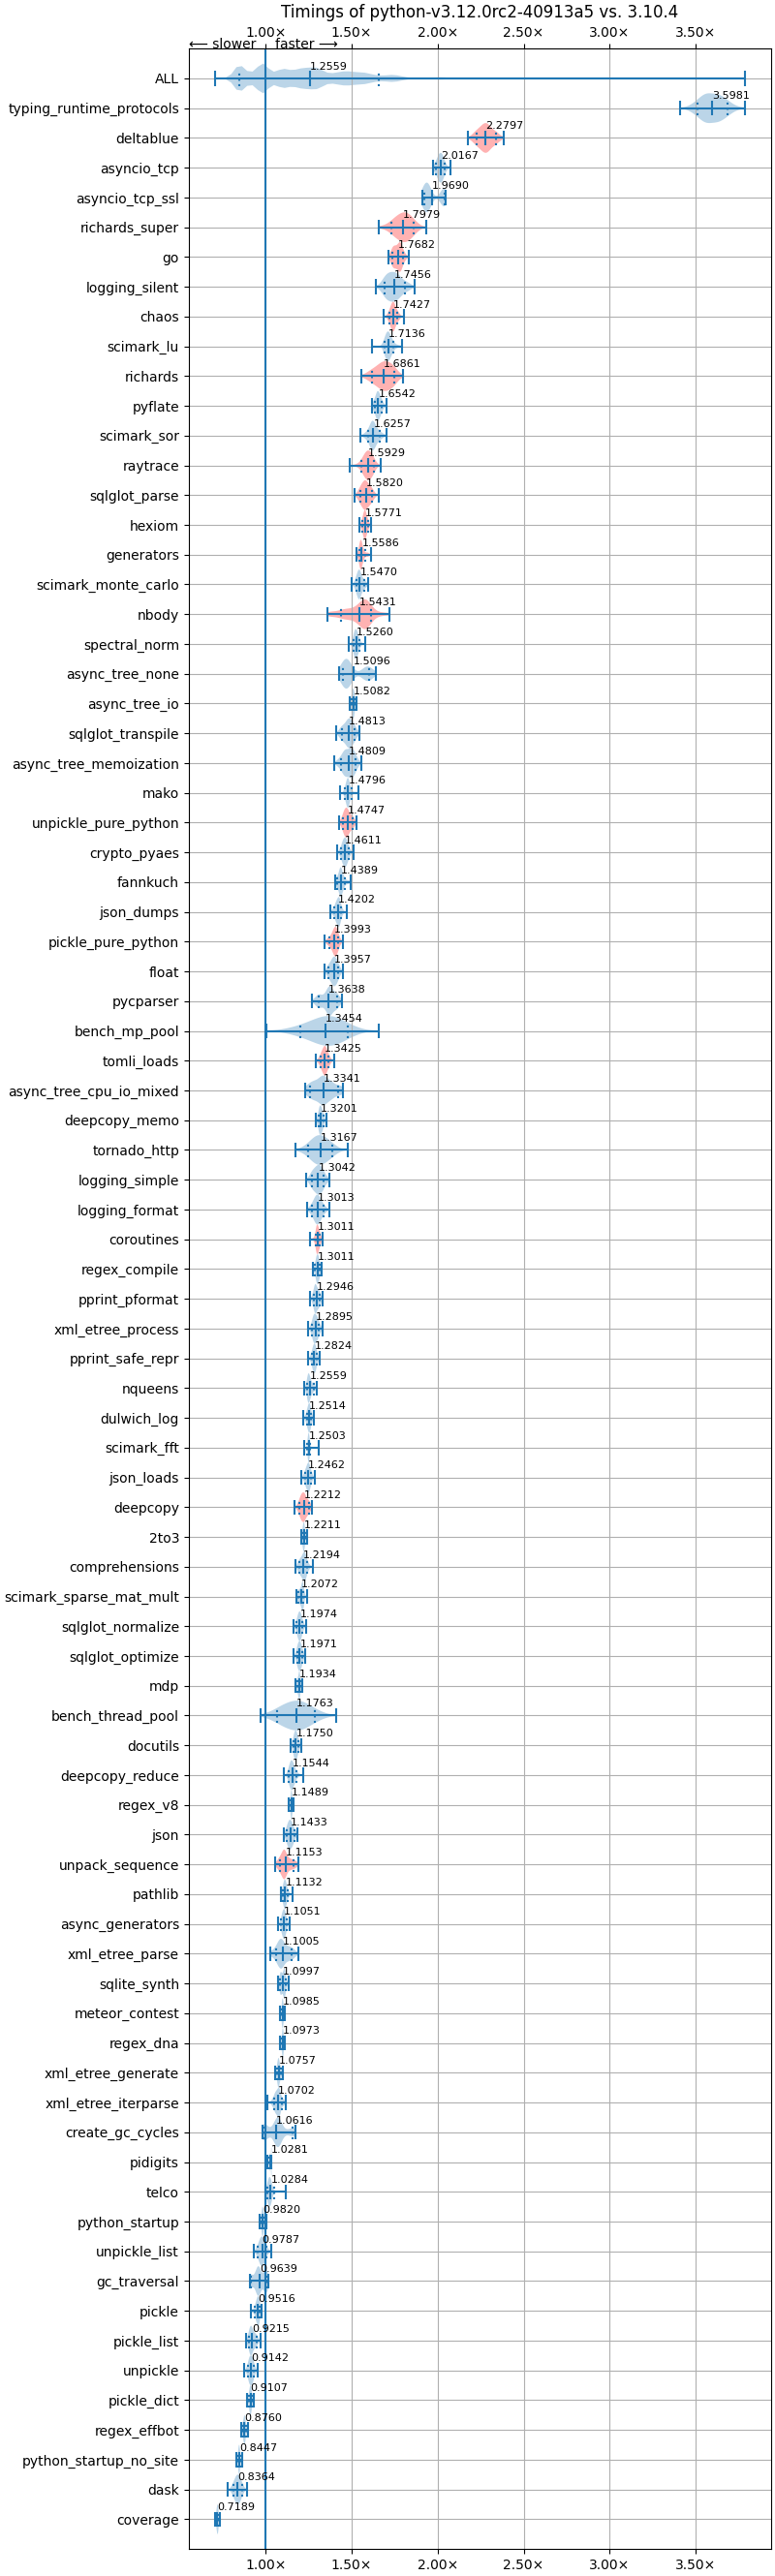 Timings of python-v3.12.0rc2-40913a5 vs. 3.10.4
1.00× 1.50× 2.00× 2.50× 3.00× 3.50×
⟵ slower faster ⟶
ALL 1.2559
typing_runtime_protocols 3.5981
deltablue 2.2797
asyncio_tcp 2.0167
asyncio_tcp_ssl 1.9690
richards_super 1.7979
go 1.7682
logging_silent 1.7456
chaos 1.7427
scimark_lu 1.7136
richards 1.6861
pyflate 1.6542
scimark_sor 1.6257
raytrace 1.5929
sqlglot_parse 1.5820
hexiom 1.5771
generators 1.5586
scimark_monte_carlo 1.5470
nbody 1.5431
spectral_norm 1.5260
async_tree_none 1.5096
async_tree_io 1.5082
sqlglot_transpile 1.4813
async_tree_memoization 1.4809
mako 1.4796
unpickle_pure_python 1.4747
crypto_pyaes 1.4611
fannkuch 1.4389
json_dumps 1.4202
pickle_pure_python 1.3993
float 1.3957
pycparser 1.3638
bench_mp_pool 1.3454
tomli_loads 1.3425
async_tree_cpu_io_mixed 1.3341
deepcopy_memo 1.3201
tornado_http 1.3167
logging_simple 1.3042
logging_format 1.3013
coroutines 1.3011
regex_compile 1.3011
pprint_pformat 1.2946
xml_etree_process 1.2895
pprint_safe_repr 1.2824
nqueens 1.2559
dulwich_log 1.2514
scimark_fft 1.2503
json_loads 1.2462
deepcopy 1.2212
2to3 1.2211
comprehensions 1.2194
scimark_sparse_mat_mult 1.2072
sqlglot_normalize 1.1974
sqlglot_optimize 1.1971
mdp 1.1934
bench_thread_pool 1.1763
docutils 1.1750
deepcopy_reduce 1.1544
regex_v8 1.1489
json 1.1433
unpack_sequence 1.1153
pathlib 1.1132
async_generators 1.1051
xml_etree_parse 1.1005
sqlite_synth 1.0997
meteor_contest 1.0985
regex_dna 1.0973
xml_etree_generate 1.0757
xml_etree_iterparse 1.0702
create_gc_cycles 1.0616
pidigits 1.0281
telco 1.0284
python_startup 0.9820
unpickle_list 0.9787
gc_traversal 0.9639
pickle 0.9516
pickle_list 0.9215
unpickle 0.9142
pickle_dict 0.9107
regex_effbot 0.8760
python_startup_no_site 0.8447
dask 0.8364
coverage 0.7189
1.00× 1.50× 2.00× 2.50× 3.00× 3.50×